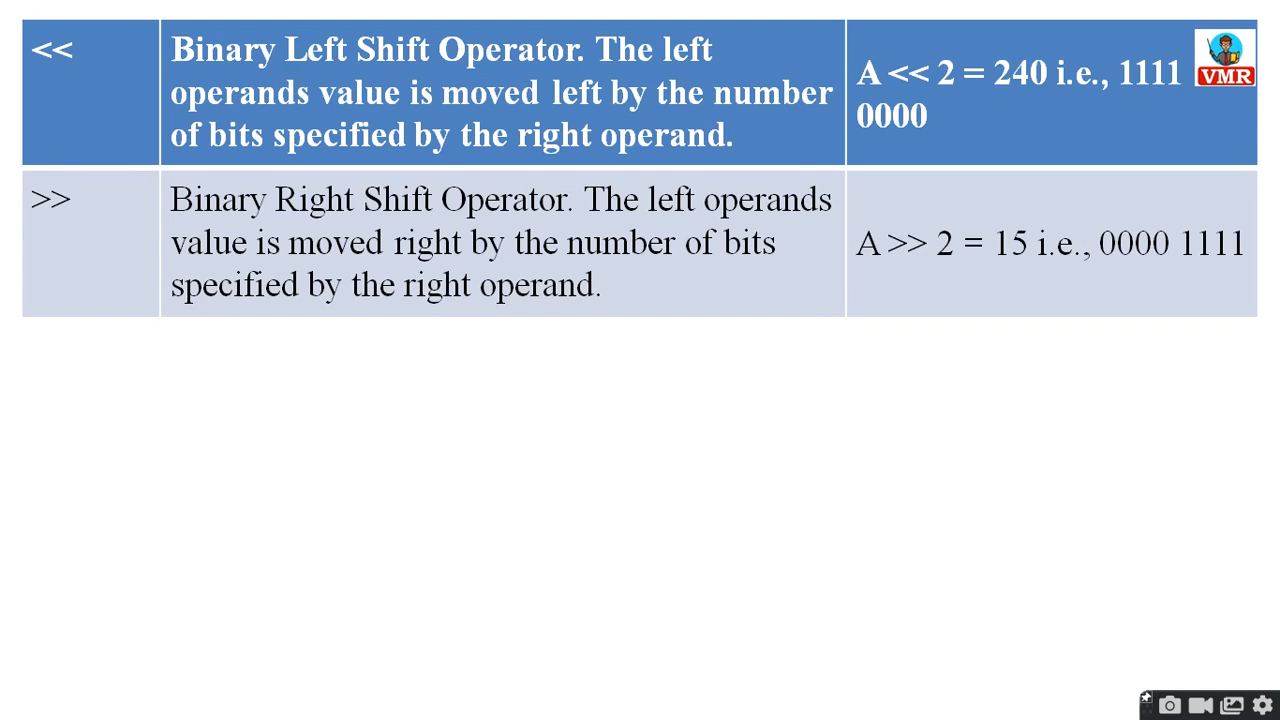 <<
Binary Left Shift Operator. The left
operands value is moved left by the number
of bits specified by the right operand.
A << 2 = 240 i.e., 1111
0000
VMR
>>
Binary Right Shift Operator. The left operands
value is moved right by the number of bits
specified by the right operand.
A >> 2 = 15 i.e., 0000 1111